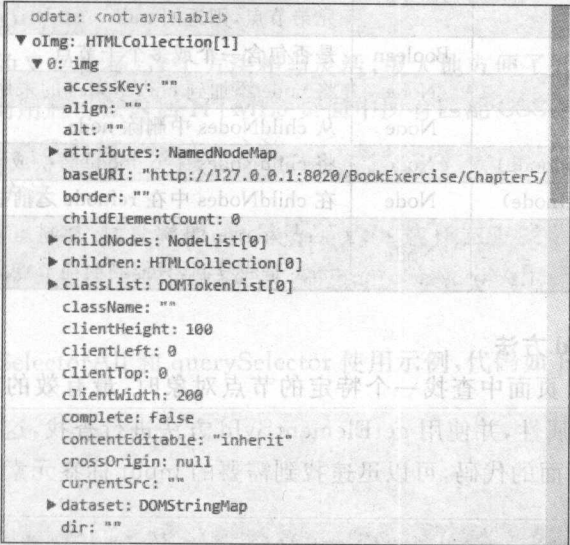 odata: <not available>
▼ oImg: HTMLCollection[1]
▼ 0: img
accessKey: ""
align: ""
alt: ""
▶ attributes: NamedNodeMap
baseURI: "http://127.0.0.1:8020/BookExercise/Chapter5/
border: ""
childElementCount: 0
▶ childNodes: NodeList[0]
▶ children: HTMLCollection[0]
▶ classList: DOMTokenList[0]
className: ""
clientHeight: 100
clientLeft: 0
clientTop: 0
clientWidth: 200
complete: false
contentEditable: "inherit"
crossOrigin: null
currentSrc: ""
▶ dataset: DOMStringMap
dir: ""